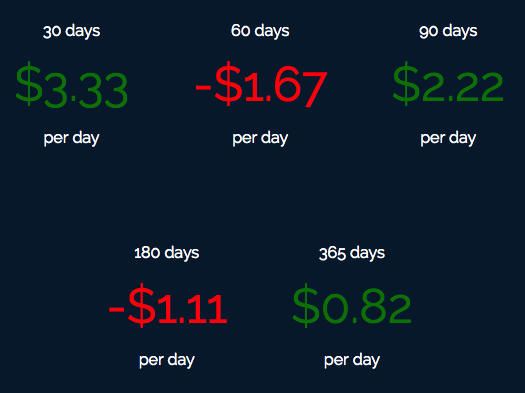 30 days
60 days
90 days
$3.33
-$1.67
$2.22
per day
per day
per day
180 days
365 days
-$1.11
$0.82
per day
per day